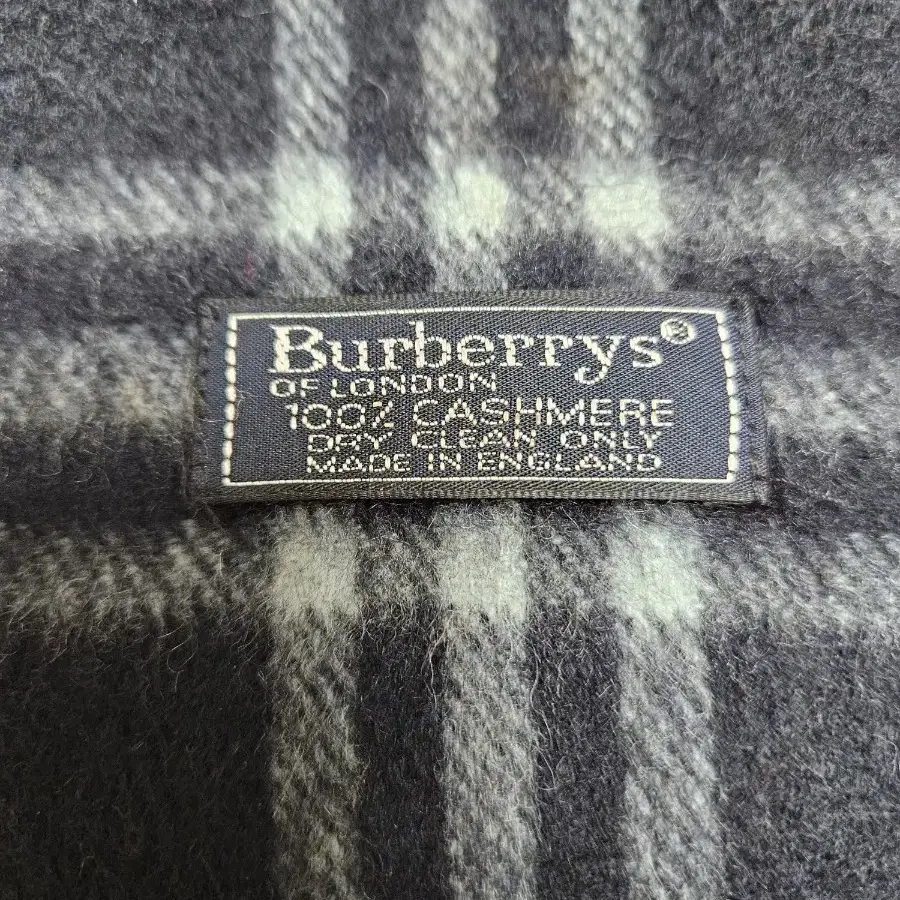 Burberrys®
OF LONDON
100% CASHMERE
DRY CLEAN ONLY
MADE IN ENGLAND